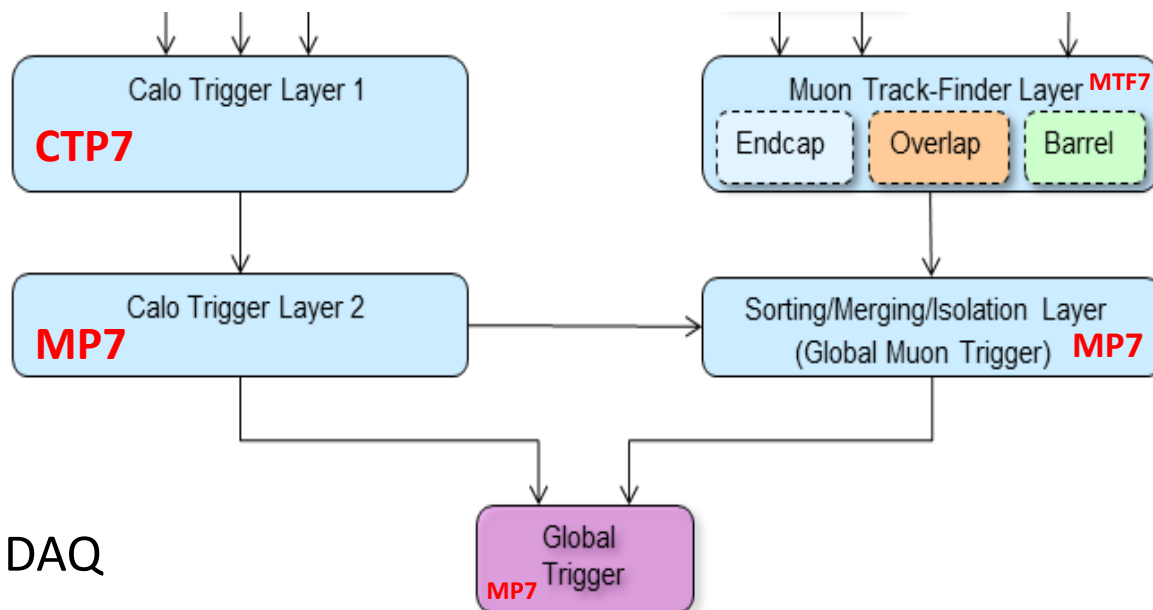 Calo Trigger Layer 1
CTP7
Muon Track-Finder Layer MTF7
Endcap Overlap Barrel
Calo Trigger Layer 2
MP7
Sorting/Merging/Isolation Layer
(Global Muon Trigger) MP7
Global
Trigger
MP7
DAQ